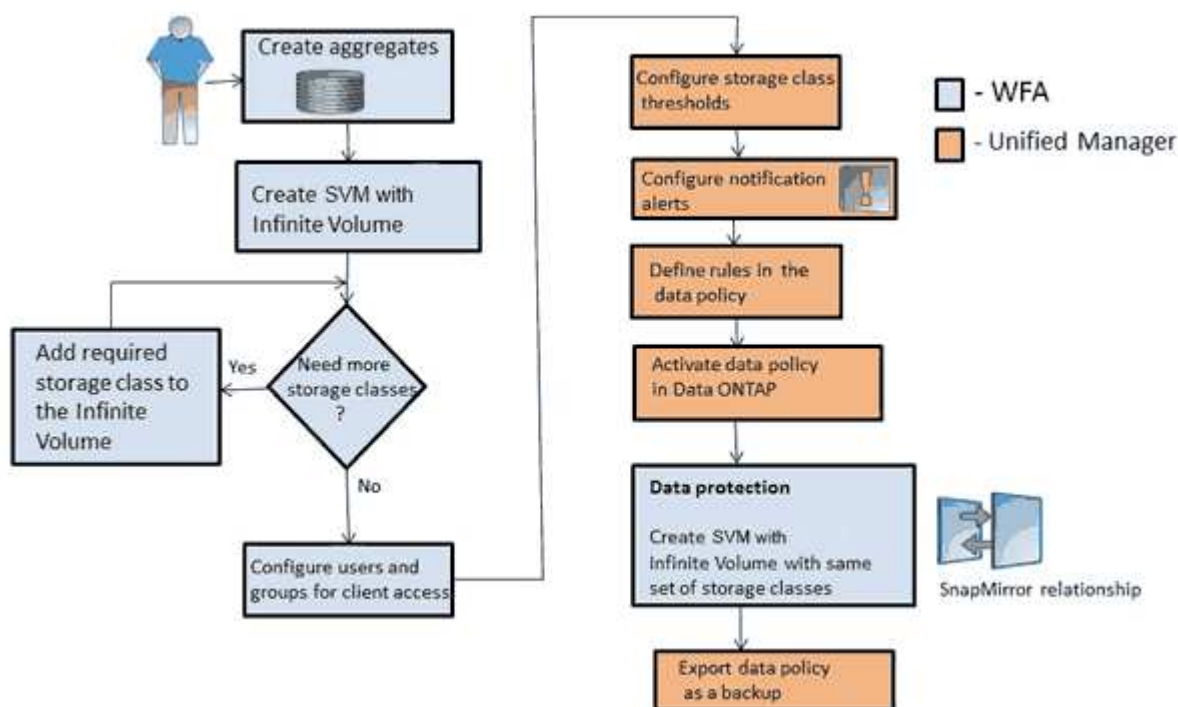 Create aggregates
Create SVM with
Infinite Volume
Add required
storage class to
the Infinite
Volume
Yes
Need more
storage classes
?
No
Configure users and
groups for client access
Configure storage class
thresholds
Configure notification
alerts
Define rules in the
data policy
Activate data policy
in Data ONTAP
Data protection
Create SVM with
Infinite Volume with same
set of storage classes
SnapMirror relationship
Export data policy
as a backup
- WFA
- Unified Manager